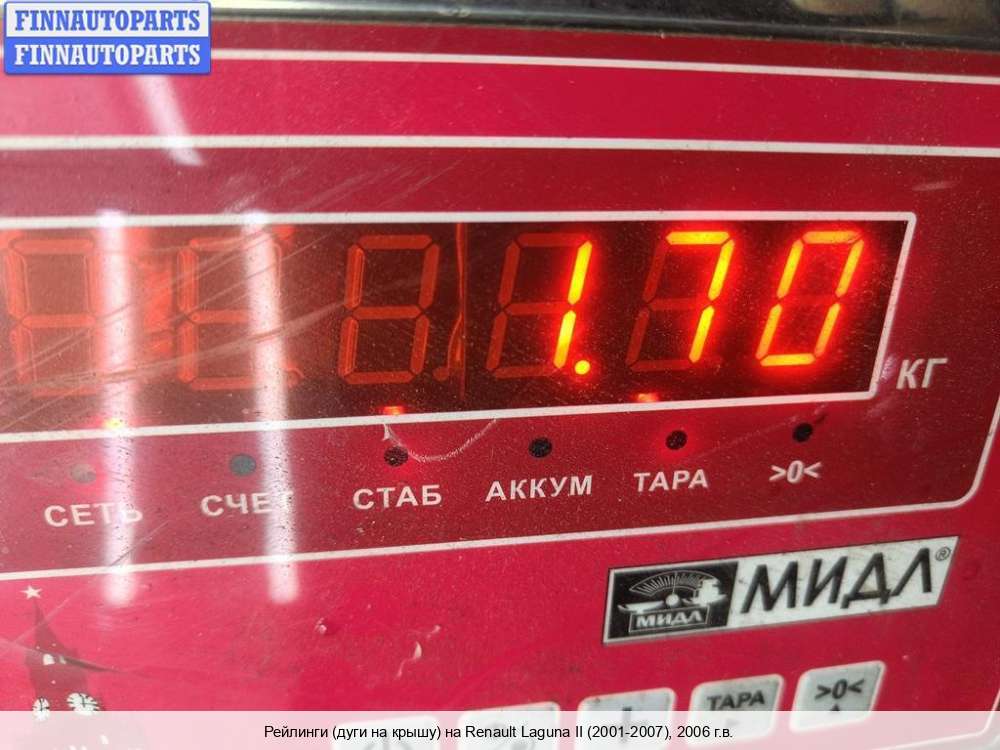 FINNAUTOPARTS
FINNAUTOPARTS
1.70
КГ
СЕТЬ СЧЕТ СТАБ АККУМ ТАРА >0<
МИДЛ МИДЛ®
ТАРА >0<
Рейлинги (дуги на крышу) на Renault Laguna II (2001-2007), 2006 г.в.